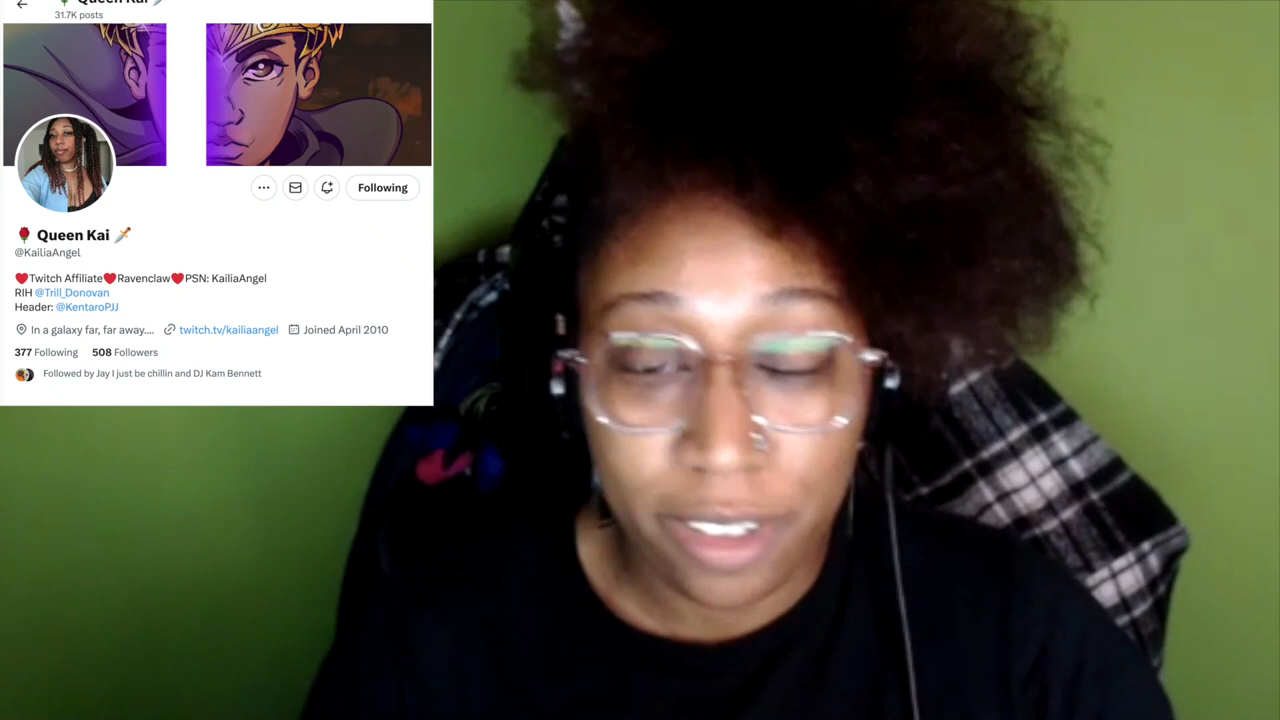 Queen Kai
31.7K posts
Following
Queen Kai
@KailiaAngel
Twitch Affiliate Ravenclaw PSN: KailiaAngel
RIH @Trill_Donovan
Header: @KentaroPJJ
In a galaxy far, far away.... twitch.tv/kailiaangel Joined April 2010
377 Following 508 Followers
Followed by Jay I just be chillin and DJ Kam Bennett